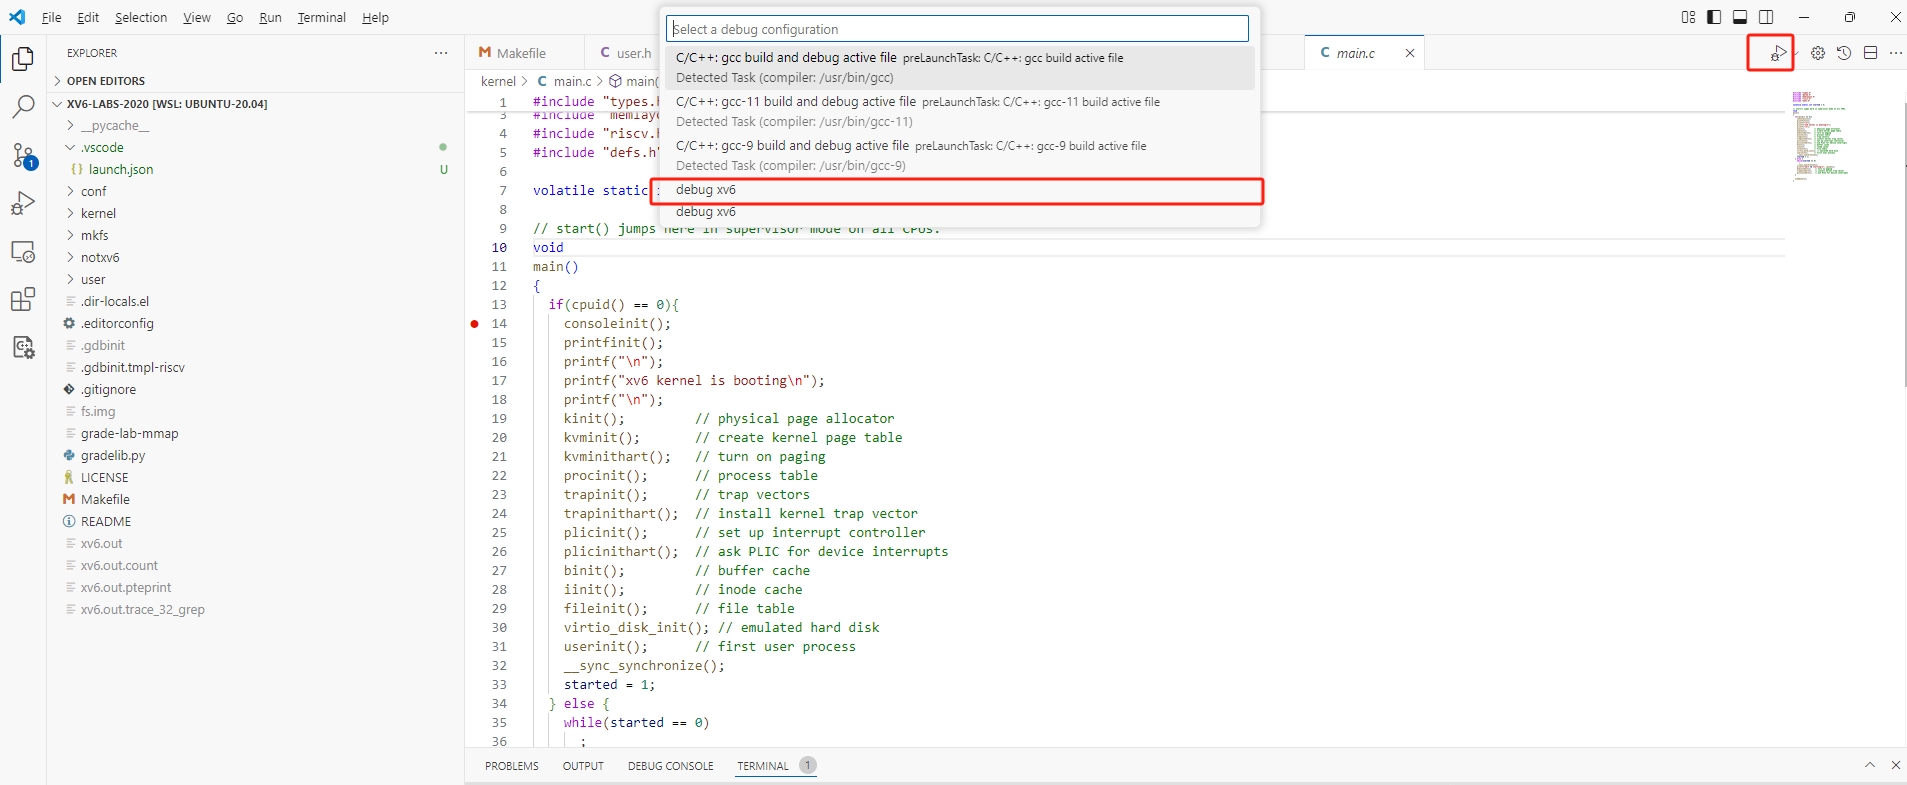 File Edit Selection View Go Run Terminal Help
Select a debug configuration
C/C++: gcc build and debug active file preLaunchTask: C/C++: gcc build active file
Detected Task (compiler: /usr/bin/gcc)
C/C++: gcc-11 build and debug active file preLaunchTask: C/C++: gcc-11 build active file
Detected Task (compiler: /usr/bin/gcc-11)
C/C++: gcc-9 build and debug active file preLaunchTask: C/C++: gcc-9 build active file
Detected Task (compiler: /usr/bin/gcc-9)
debug xv6
debug xv6
EXPLORER
OPEN EDITORS
XV6-LABS-2020 [WSL: UBUNTU-20.04]
__pycache__
.vscode
launch.json U
conf
kernel
mkfs
notxv6
user
.dir-locals.el
.editorconfig
.gdbinit
.gdbinit.tmpl-riscv
.gitignore
fs.img
grade-lab-mmap
gradelib.py
LICENSE
Makefile
README
xv6.out
xv6.out.count
xv6.out.pteprint
xv6.out.trace_32_grep
1
Makefile
user.h
main.c
kernel > C main.c > main(
1 #include "types.h
3 #include "memlayo
4 #include "riscv.h
5 #include "defs.h"
6
7 volatile static
8
9 // start() jumps here in supervisor mode on all CPUs.
10 void
11 main()
12 {
13 if(cpuid() == 0){
14 consoleinit();
15 printfinit();
16 printf("\n");
17 printf("xv6 kernel is booting\n");
18 printf("\n");
19 kinit(); // physical page allocator
20 kvminit(); // create kernel page table
21 kvminithart(); // turn on paging
22 procinit(); // process table
23 trapinit(); // trap vectors
24 trapinithart(); // install kernel trap vector
25 plicinit(); // set up interrupt controller
26 plicinithart(); // ask PLIC for device interrupts
27 binit(); // buffer cache
28 iinit(); // inode cache
29 fileinit(); // file table
30 virtio_disk_init(); // emulated hard disk
31 userinit(); // first user process
32 __sync_synchronize();
33 started = 1;
34 } else {
35 while(started == 0)
36 ;
PROBLEMS OUTPUT DEBUG CONSOLE TERMINAL 1